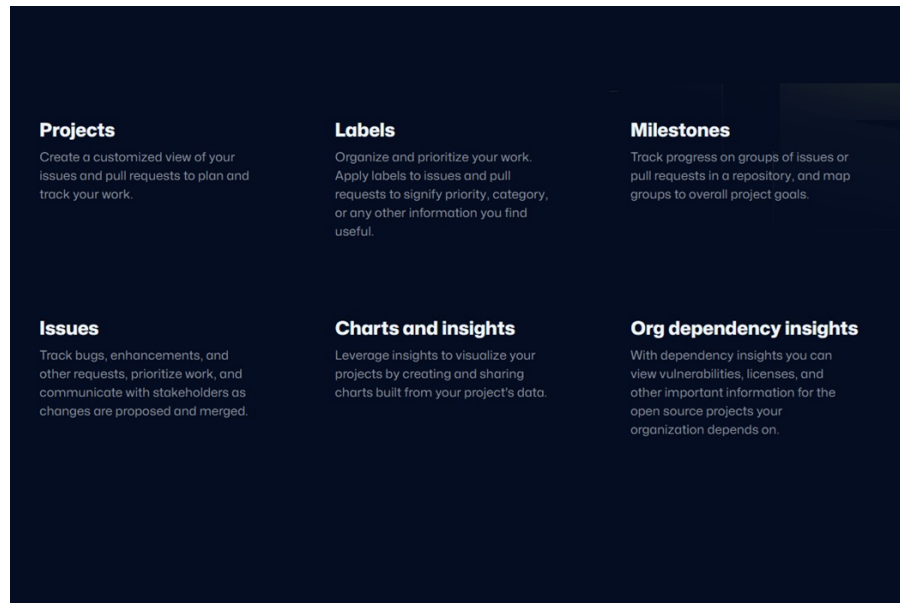 Projects
Create a customized view of your
issues and pull requests to plan and
track your work.
Labels
Organize and prioritize your work.
Apply labels to issues and pull
requests to signify priority, category,
or any other information you find
useful.
Milestones
Track progress on groups of issues or
pull requests in a repository, and map
groups to overall project goals.
Issues
Track bugs, enhancements, and
other requests, prioritize work, and
communicate with stakeholders as
changes are proposed and merged.
Charts and insights
Leverage insights to visualize your
projects by creating and sharing
charts built from your project's data.
Org dependency insights
With dependency insights you can
view vulnerabilities, licenses, and
other important information for the
open source projects your
organization depends on.